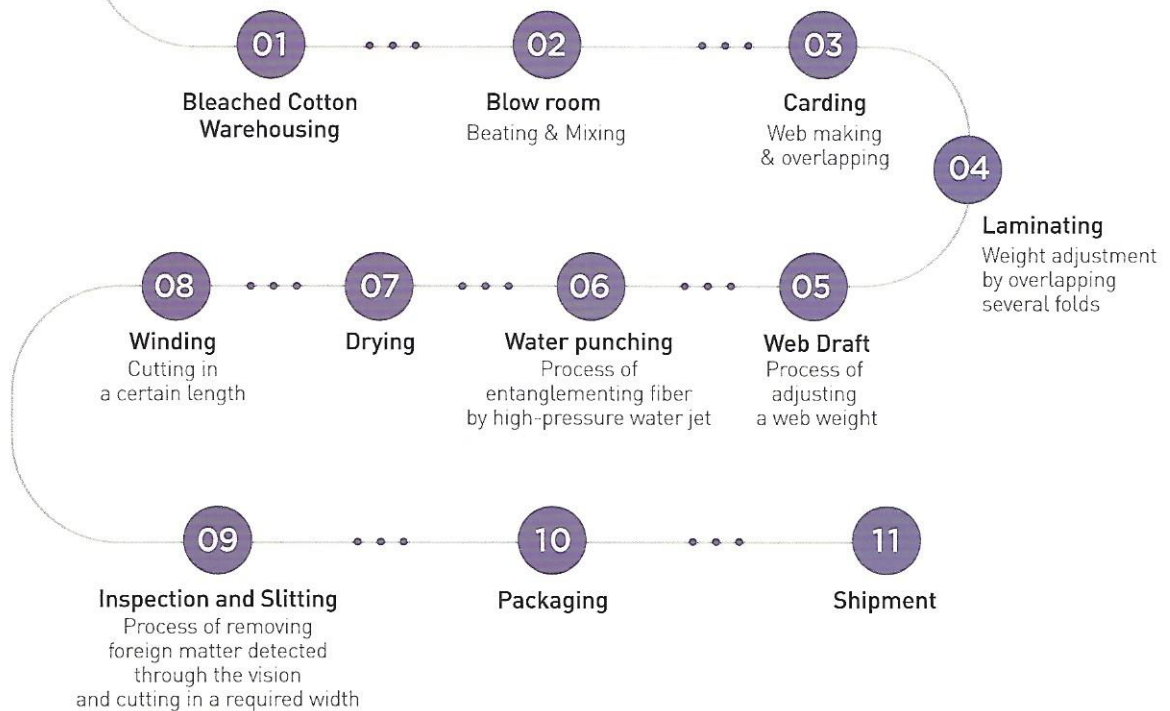 01
Bleached Cotton
Warehousing
02
Blow room
Beating & Mixing
03
Carding
Web making
& overlapping
04
Laminating
Weight adjustment
by overlapping
several folds
05
Web Draft
Process of
adjusting
a web weight
06
Water punching
Process of
entanglementing fiber
by high-pressure water jet
07
Drying
08
Winding
Cutting in
a certain length
09
Inspection and Slitting
Process of removing
foreign matter detected
through the vision
and cutting in a required width
10
Packaging
11
Shipment